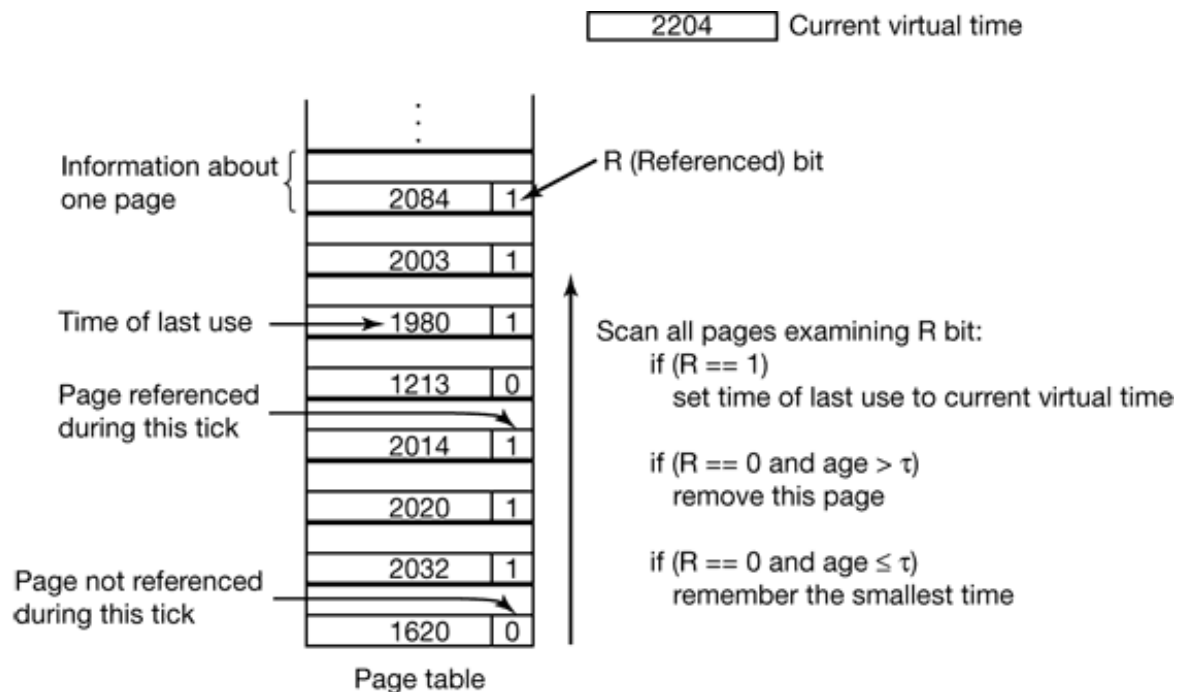 2204 Current virtual time
Information about
one page
R (Referenced) bit
2084 1
2003 1
Time of last use
1980 1
Scan all pages examining R bit:
if (R == 1)
set time of last use to current virtual time
if (R == 0 and age > τ)
remove this page
if (R == 0 and age ≤ τ)
remember the smallest time
1213 0
Page referenced
during this tick
2014 1
2020 1
2032 1
Page not referenced
during this tick
1620 0
Page table